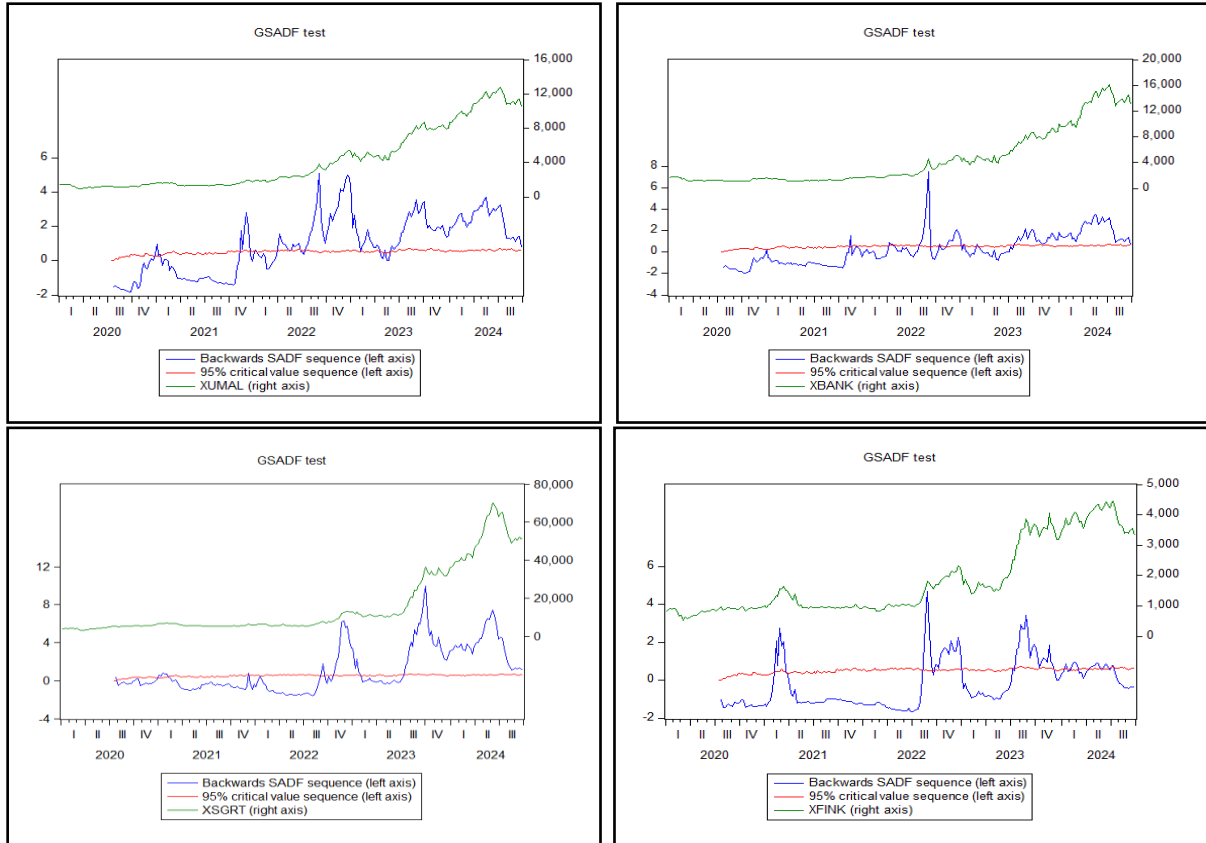 GSADF test
16,000
12,000
8,000
4,000
0
6
4
2
0
-2
I II III IV I II III IV I II III IV I II III IV I II III
2020 2021 2022 2023 2024
Backwards SADF sequence (left axis)
95% critical value sequence (left axis)
XUMAL (right axis)
GSADF test
20,000
16,000
12,000
8,000
4,000
0
8
6
4
2
0
-2
-4
I II III IV I II III IV I II III IV I II III IV I II III
2020 2021 2022 2023 2024
Backwards SADF sequence (left axis)
95% critical value sequence (left axis)
XBANK (right axis)
GSADF test
80,000
60,000
40,000
20,000
0
12
8
4
0
-4
I II III IV I II III IV I II III IV I II III IV I II III
2020 2021 2022 2023 2024
Backwards SADF sequence (left axis)
95% critical value sequence (left axis)
XSGRT (right axis)
GSADF test
5,000
4,000
3,000
2,000
1,000
0
6
4
2
0
-2
I II III IV I II III IV I II III IV I II III IV I II III
2020 2021 2022 2023 2024
Backwards SADF sequence (left axis)
95% critical value sequence (left axis)
XFINK (right axis)